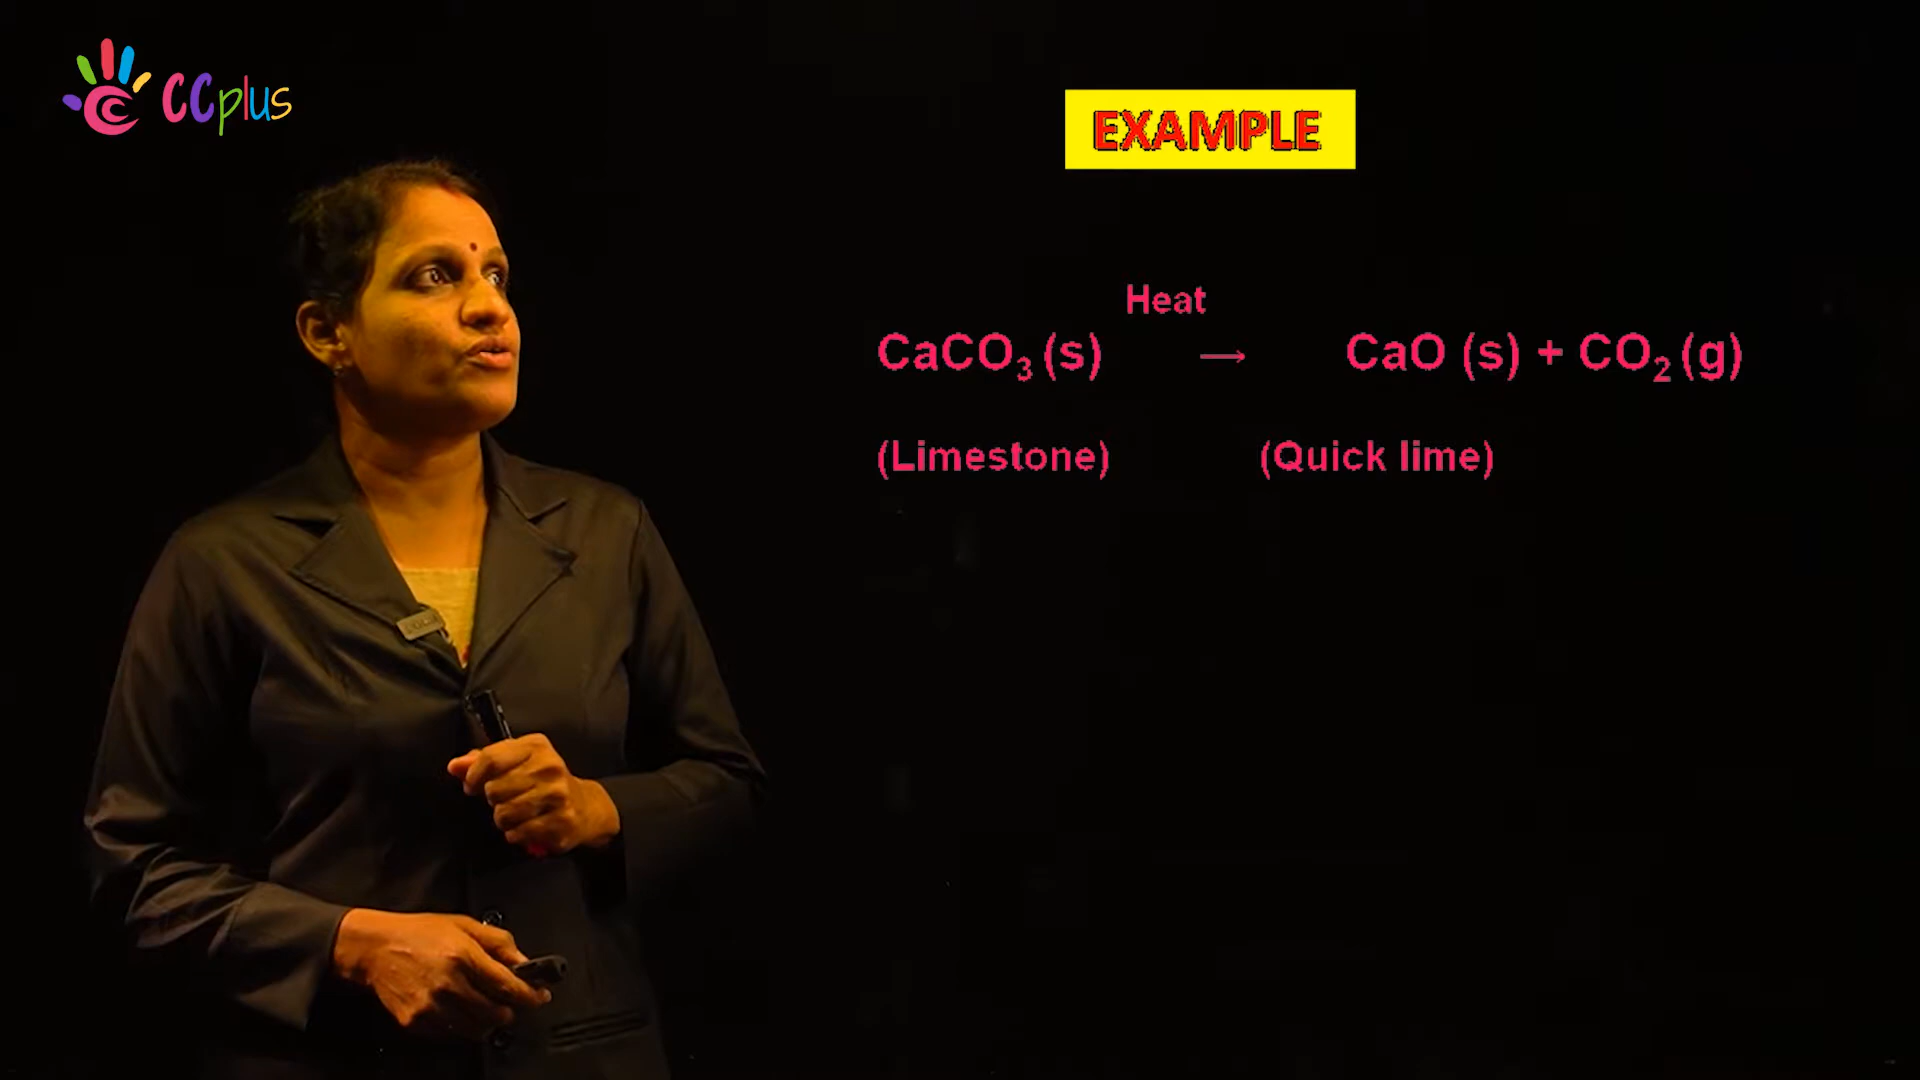 CCplus
EXAMPLE
Heat
CaCO₃ (s) → CaO (s) + CO₂ (g)
(Limestone) (Quick lime)